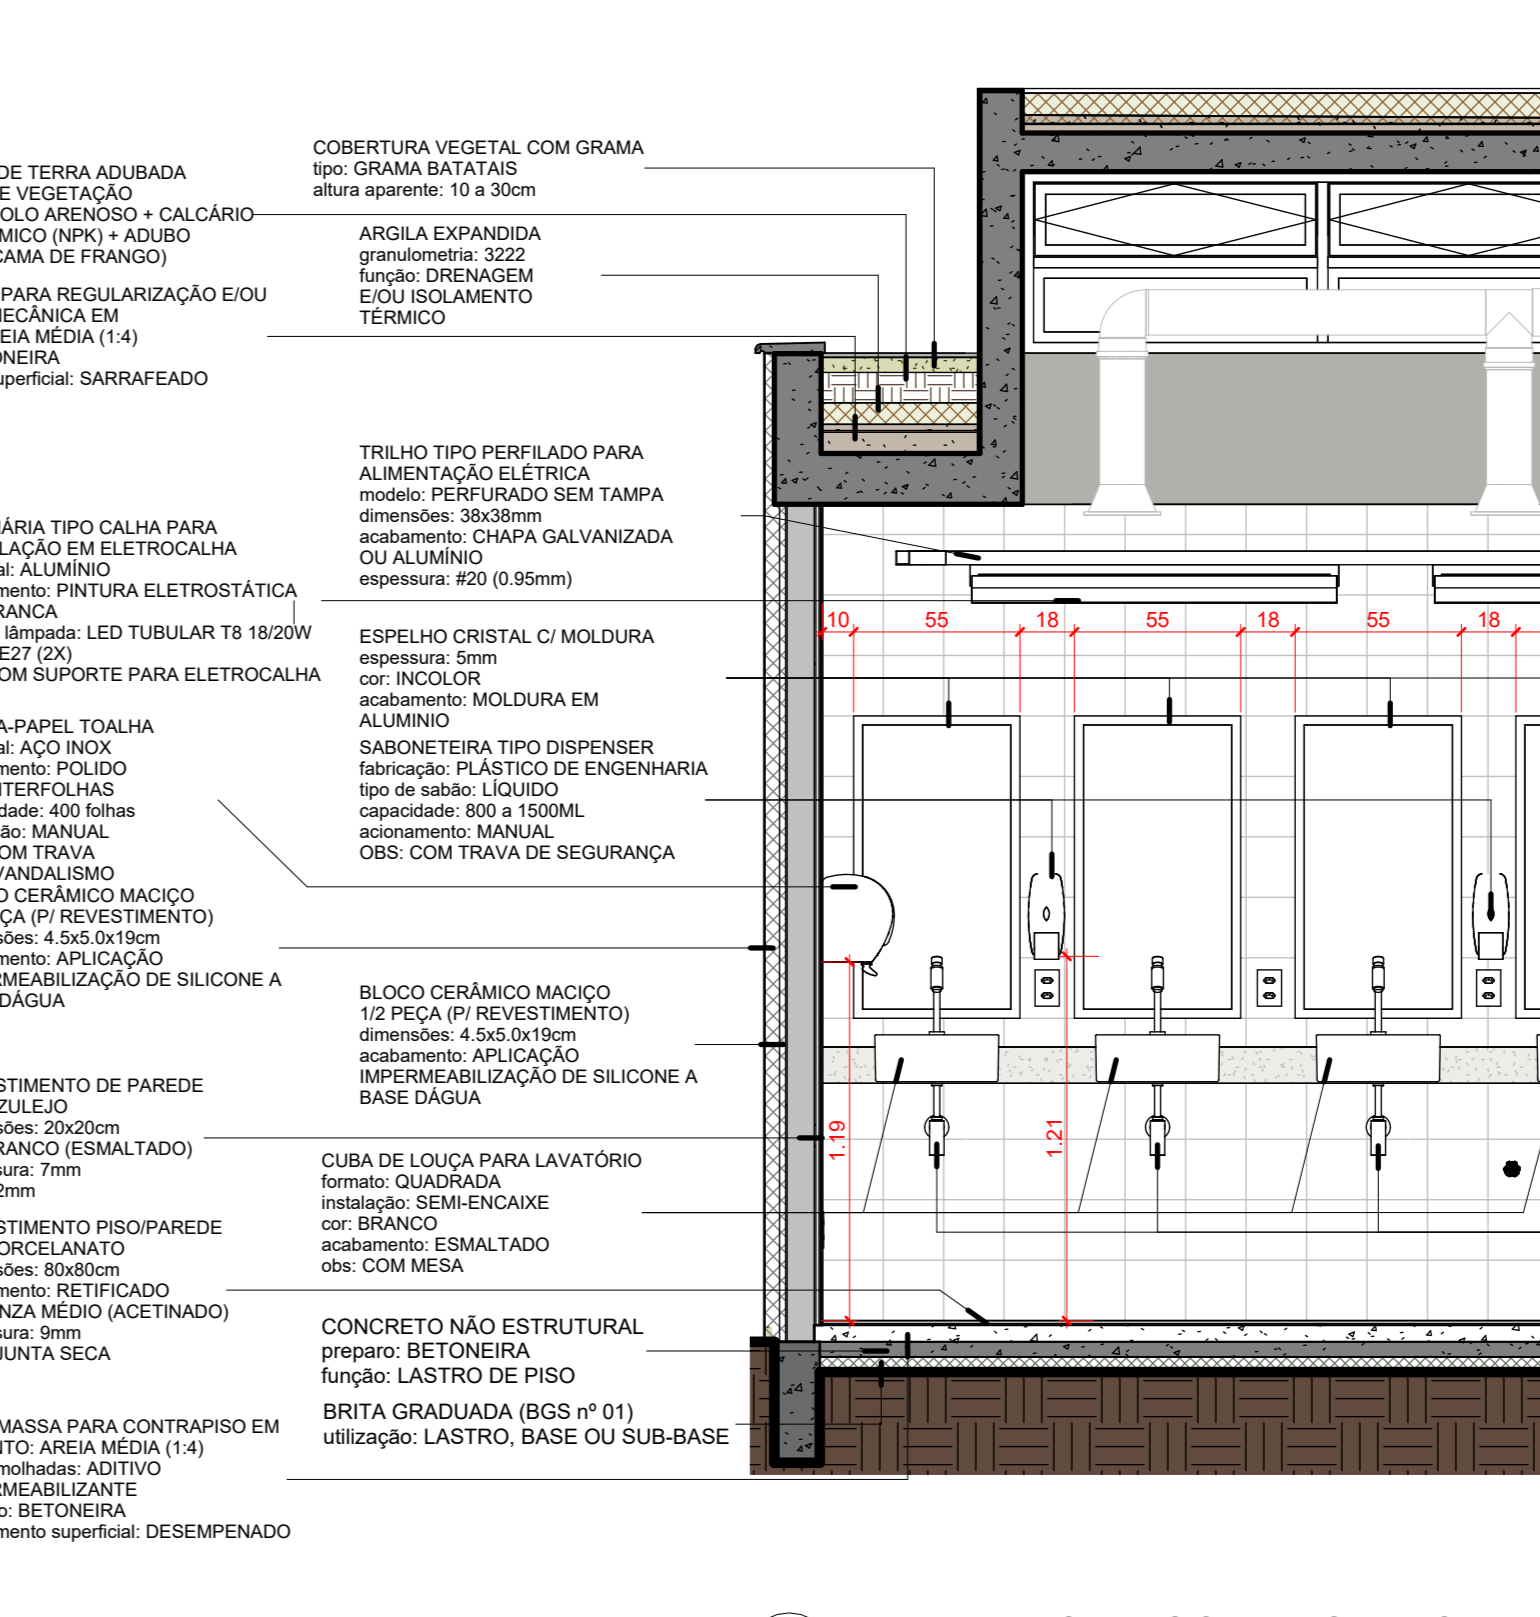 COBERTURA VEGETAL COM GRAMA
tipo: GRAMA BATATAIS
altura aparente: 10 a 30cm
DE TERRA ADUBADA
E VEGETAÇÃO
OLO ARENOSO + CALCÁRIO
MICO (NPK) + ADUBO
CAMA DE FRANGO)
ARGILA EXPANDIDA
granulometria: 3222
função: DRENAGEM
E/OU ISOLAMENTO
TÉRMICO
PARA REGULARIZAÇÃO E/OU
MECÂNICA EM
EIA MÉDIA (1:4)
ONEIRA
uperficial: SARRAFEADO
TRILHO TIPO PERFILADO PARA
ALIMENTAÇÃO ELÉTRICA
modelo: PERFURADO SEM TAMPA
dimensões: 38x38mm
acabamento: CHAPA GALVANIZADA
OU ALUMÍNIO
espessura: #20 (0.95mm)
NÁRIA TIPO CALHA PARA
LAÇÃO EM ELETROCALHA
al: ALUMÍNIO
mento: PINTURA ELETROSTÁTICA
RANCA
lâmpada: LED TUBULAR T8 18/20W
E27 (2X)
OM SUPORTE PARA ELETROCALHA
10 55 18 55 18 55 18
ESPELHO CRISTAL C/ MOLDURA
espessura: 5mm
cor: INCOLOR
acabamento: MOLDURA EM
ALUMINIO
SABONETEIRA TIPO DISPENSER
fabricação: PLÁSTICO DE ENGENHARIA
tipo de sabão: LÍQUIDO
capacidade: 800 a 1500ML
acionamento: MANUAL
OBS: COM TRAVA DE SEGURANÇA
A-PAPEL TOALHA
al: AÇO INOX
mento: POLIDO
NTERFOLHAS
dade: 400 folhas
ão: MANUAL
OM TRAVA
VANDALISMO
O CERÂMICO MACIÇO
ÇA (P/ REVESTIMENTO)
sões: 4.5x5.0x19cm
mento: APLICAÇÃO
RMEABILIZAÇÃO DE SILICONE A
DÁGUA
BLOCO CERÂMICO MACIÇO
1/2 PEÇA (P/ REVESTIMENTO)
dimensões: 4.5x5.0x19cm
acabamento: APLICAÇÃO
IMPERMEABILIZAÇÃO DE SILICONE A
BASE DÁGUA
STIMENTO DE PAREDE
ZULEJO
sões: 20x20cm
RANCO (ESMALTADO)
sura: 7mm
2mm
1.19
1.21
CUBA DE LOUÇA PARA LAVATÓRIO
formato: QUADRADA
instalação: SEMI-ENCAIXE
cor: BRANCO
acabamento: ESMALTADO
obs: COM MESA
STIMENTO PISO/PAREDE
ORCELANATO
sões: 80x80cm
mento: RETIFICADO
NZA MÉDIO (ACETINADO)
sura: 9mm
JUNTA SECA
CONCRETO NÃO ESTRUTURAL
preparo: BETONEIRA
função: LASTRO DE PISO
BRITA GRADUADA (BGS nº 01)
utilização: LASTRO, BASE OU SUB-BASE
MASSA PARA CONTRAPISO EM
NTO: AREIA MÉDIA (1:4)
molhadas: ADITIVO
RMEABILIZANTE
o: BETONEIRA
mento superficial: DESEMPENADO